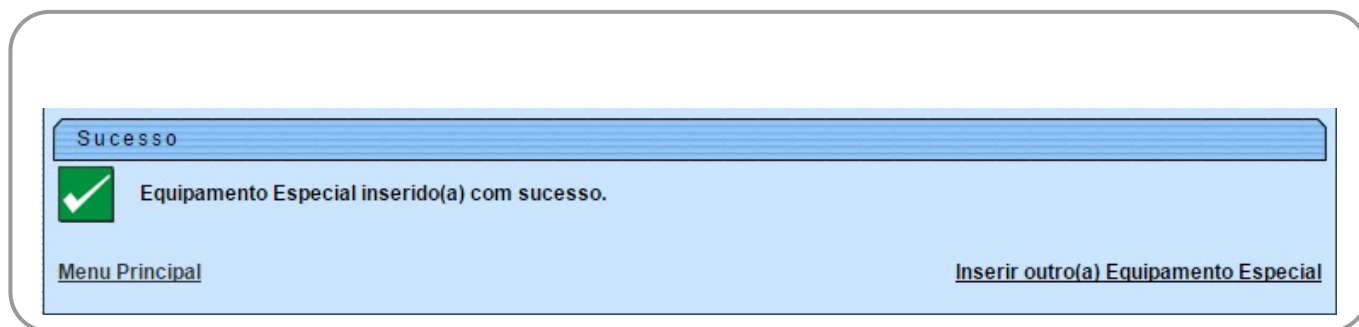 Sucesso
Equipamento Especial inserido(a) com sucesso.
Menu Principal
Inserir outro(a) Equipamento Especial